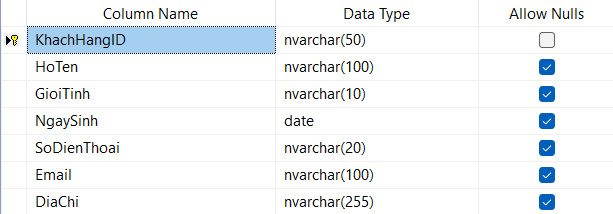 Column Name Data Type Allow Nulls
KhachHangID nvarchar(50)
HoTen nvarchar(100)
GioiTinh nvarchar(10)
NgaySinh date
SoDienThoai nvarchar(20)
Email nvarchar(100)
DiaChi nvarchar(255)